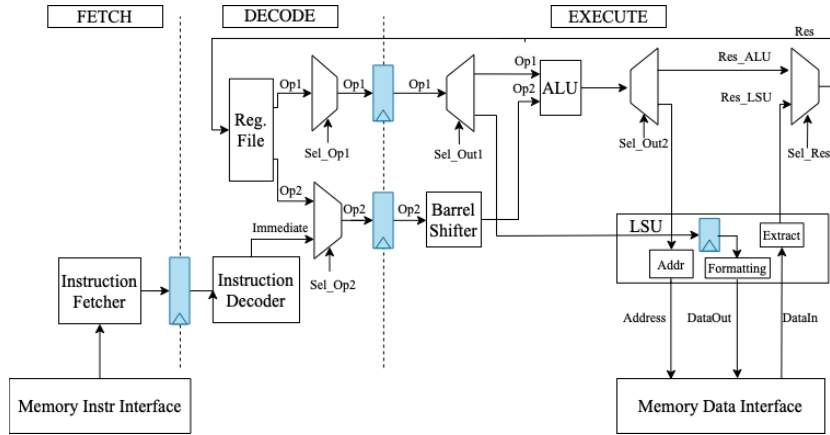 FETCH
DECODE
EXECUTE
Res
Op1
Op1
Op1
Op1
Op2
ALU
Res_ALU
Res_LSU
Reg.
File
Sel_Op1
Sel_Out1
Sel_Out2
Sel_Res
Op2
Op2
Op2
Immediate
Barrel
Shifter
LSU
Extract
Addr
Formatting
Instruction
Fetcher
Instruction
Decoder
Sel_Op2
Address
DataOut
DataIn
Memory Instr Interface
Memory Data Interface